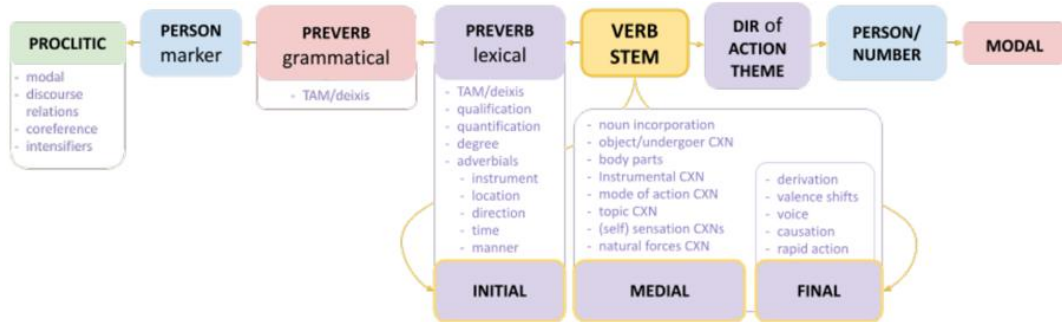 PROCLITIC
- modal
- discourse
relations
- coreference
- intensifiers
PERSON
marker
PREVERB
grammatical
- TAM/deixis
PREVERB
lexical
- TAM/deixis
- qualification
- quantification
- degree
- adverbials
- instrument
- location
- direction
- time
- manner
VERB
STEM
DIR of
ACTION
THEME
PERSON/
NUMBER
MODAL
- noun incorporation
- object/undergoer CXN
- body parts
- Instrumental CXN
- mode of action CXN
- topic CXN
- (self) sensation CXNs
- natural forces CXN
- derivation
- valence shifts
- voice
- causation
- rapid action
INITIAL
MEDIAL
FINAL